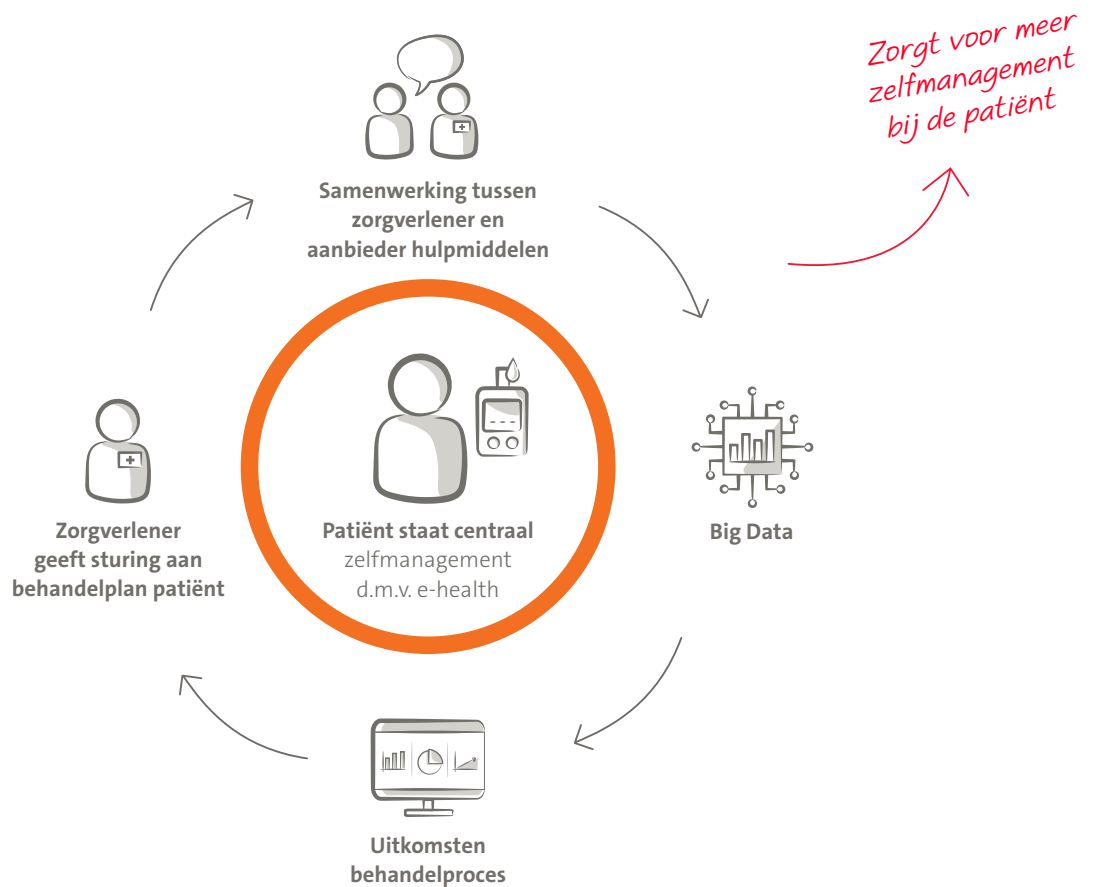 Zorgt voor meer
zelfmanagement
bij de patiënt
Samenwerking tussen
zorgverlener en
aanbieder hulpmiddelen
Zorgverlener
geeft sturing aan
behandelplan patiënt
Patiënt staat centraal
zelfmanagement
d.m.v. e-health
Big Data
Uitkomsten
behandelproces